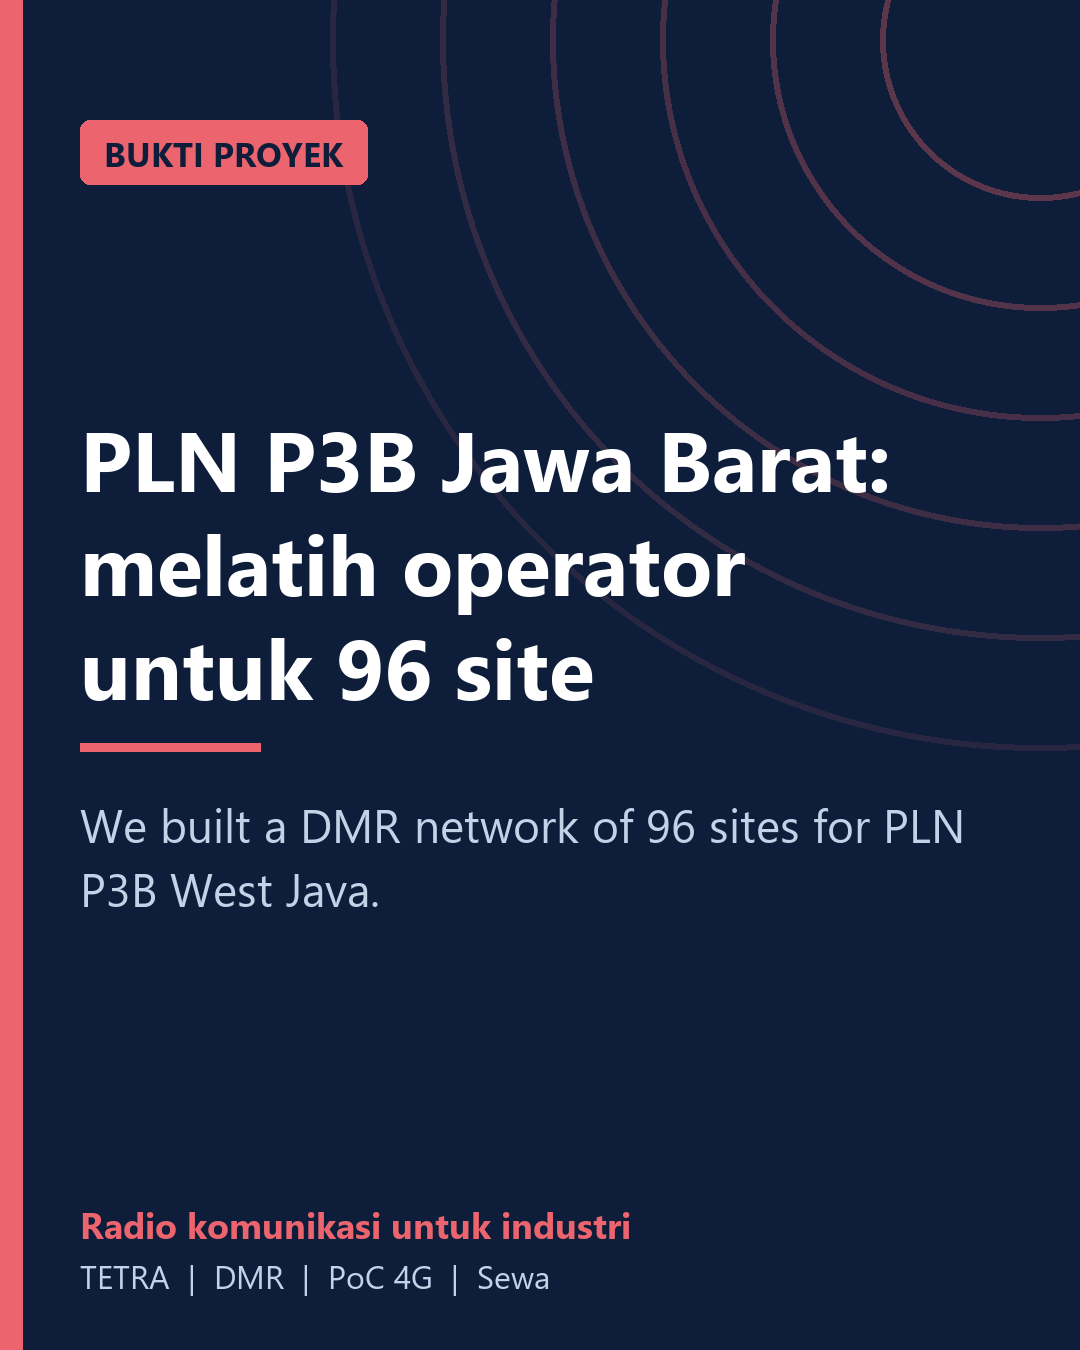 BUKTI PROYEK
PLN P3B Jawa Barat:
melatih operator
untuk 96 site
We built a DMR network of 96 sites for PLN
P3B West Java.
Radio komunikasi untuk industri
TETRA | DMR | PoC 4G | Sewa